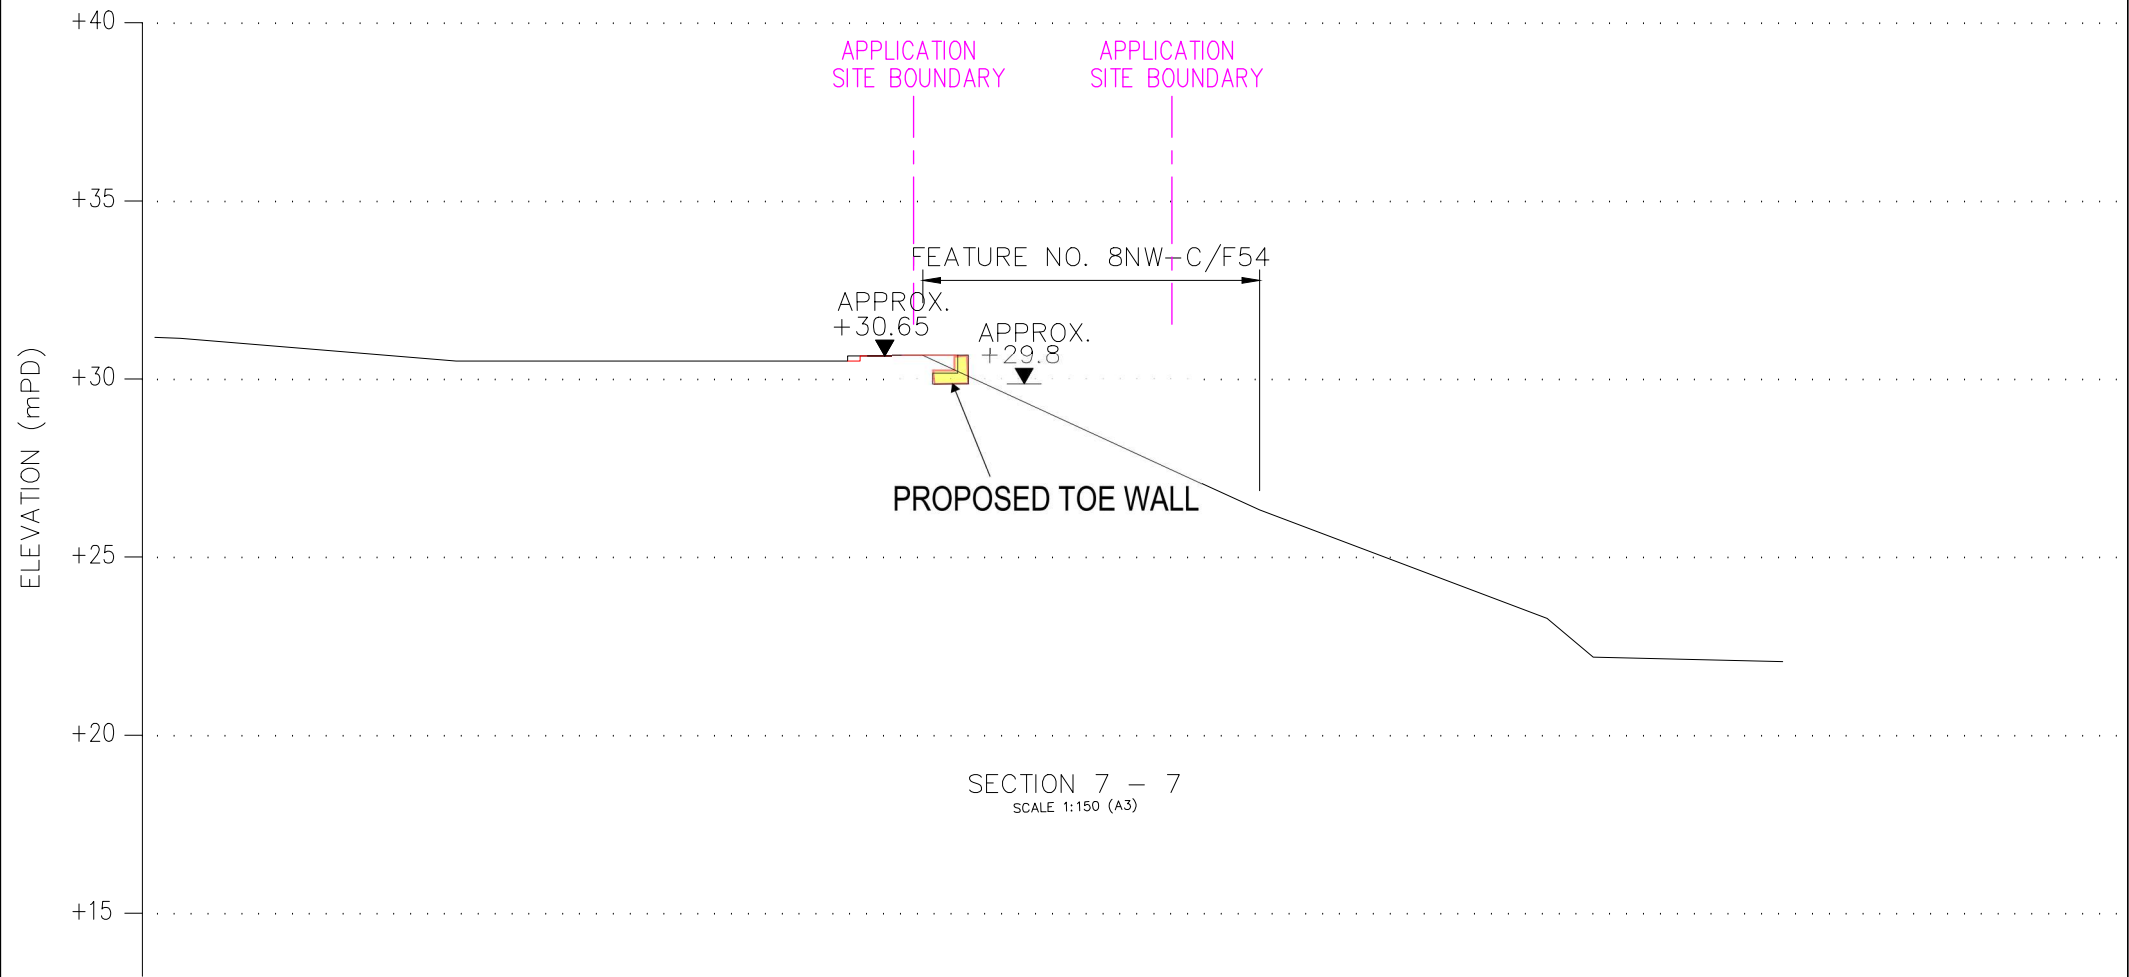 +40
APPLICATION
SITE BOUNDARY
APPLICATION
SITE BOUNDARY
+35
FEATURE NO. 8NW-C/F54
APPROX.
+30.65
APPROX.
+29.8
+30
ELEVATION (mPD)
PROPOSED TOE WALL
+25
+20
SECTION 7 - 7
SCALE 1:150 (A3)
+15